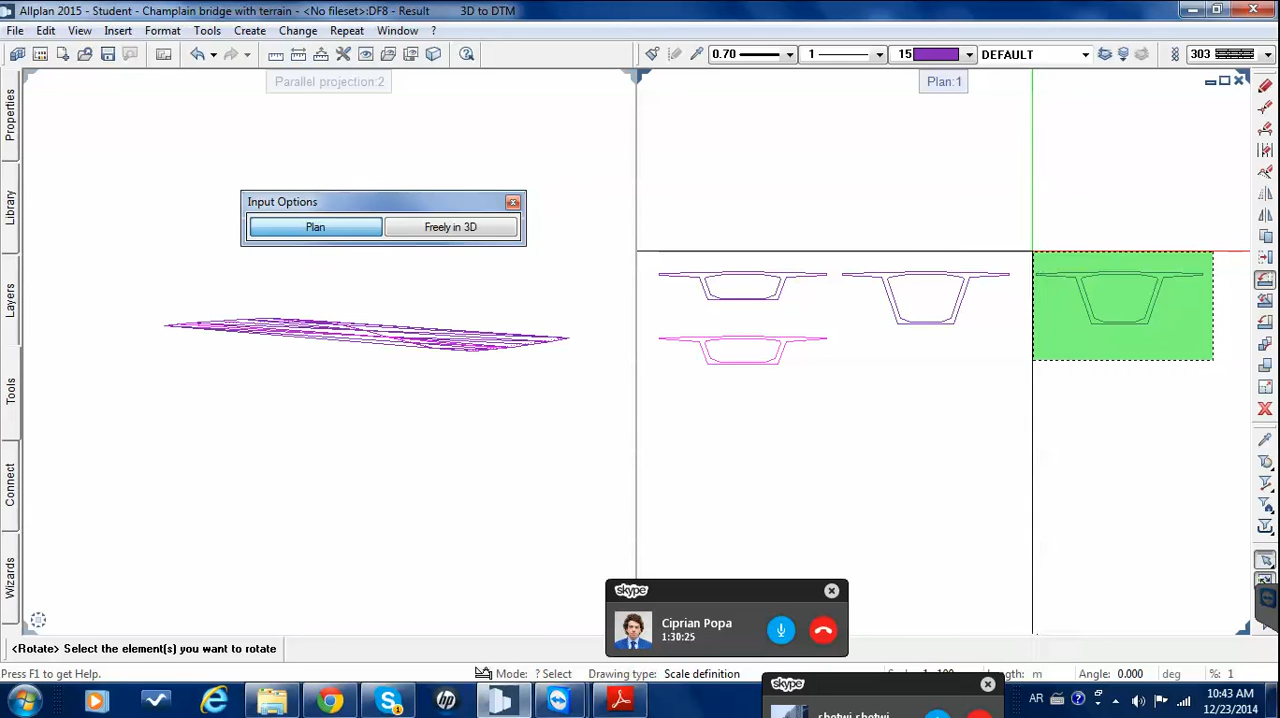 Allplan 2015 - Student - Champlain bridge with terrain - <No fileset>:DF8 - Result 3D to DTM
File Edit View Insert Format Tools Create Change Repeat Window ?
0.70 1 15 DEFAULT 303
Parallel projection:2
Plan:1
Properties
Library
Layers
Tools
Connect
Wizards
Input Options
Plan Freely in 3D
skype
Ciprian Popa
1:30:25
<Rotate> Select the element(s) you want to rotate
Press F1 to get Help.
Mode: ? Select Drawing type: Scale definition
m Angle: 0.000 deg %: 1
skype
AR
10:43 AM
12/23/2014